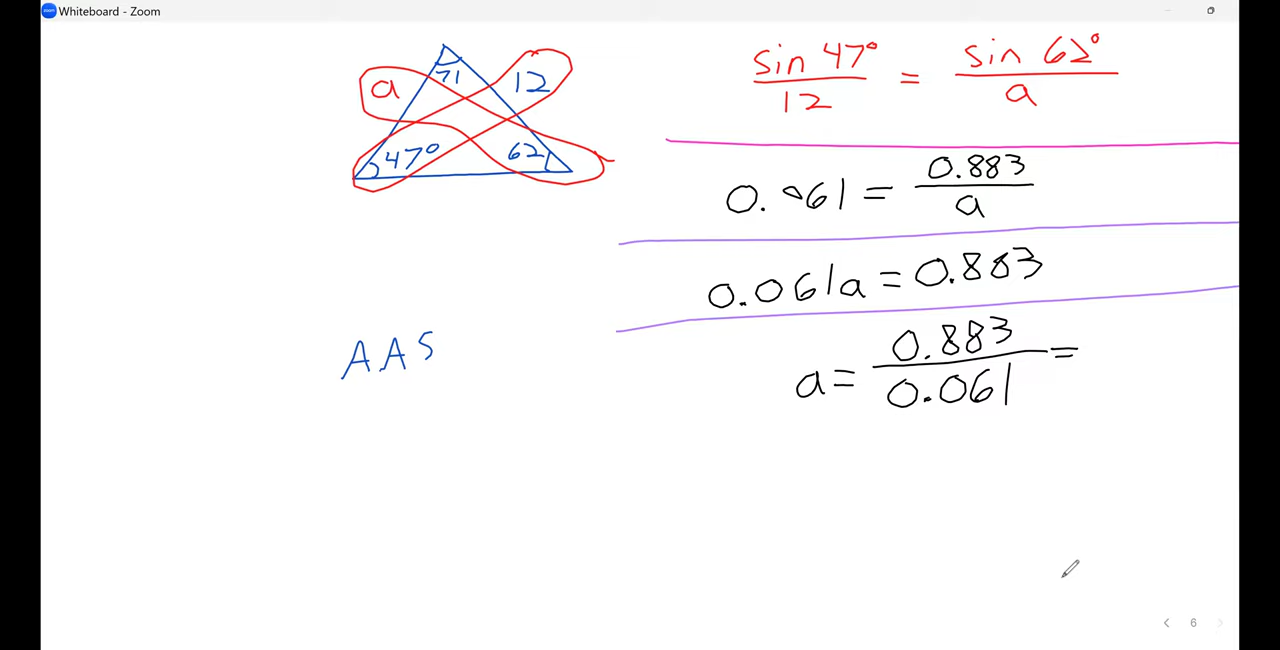 zoom Whiteboard - Zoom
71
a
12
47°
62
AAS
sin 47° / 12 = sin 62° / a
0.061 = 0.883 / a
0.061a = 0.883
a = 0.883 / 0.061 =
6